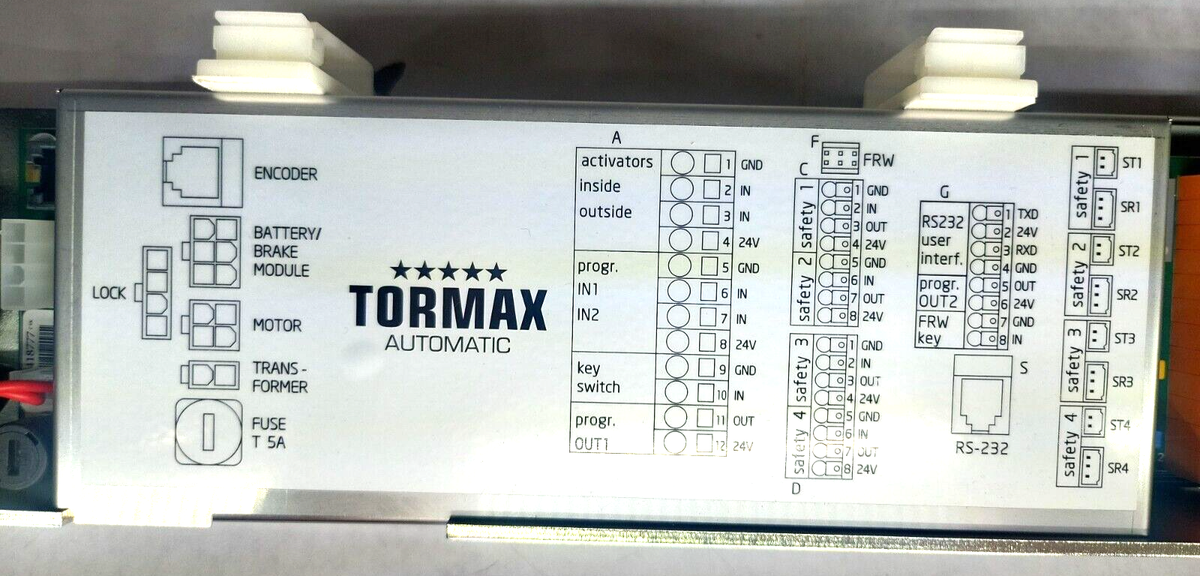 ENCODER
BATTERY/
BRAKE
MODULE
LOCK
MOTOR
TRANS-
FORMER
FUSE
T 5A
TORMAX
AUTOMATIC
A
activators 1 GND
inside 2 IN
outside 3 IN
4 24V
progr. 5 GND
IN1 6 IN
IN2 7 IN
8 24V
key 9 GND
switch 10 IN
progr. 11 OUT
OUT1 12 24V
F
FRW
C
safety 1
1 GND
2 IN
3 OUT
4 24V
safety 2
5 GND
6 IN
7 OUT
8 24V
safety 3
1 GND
2 IN
3 OUT
4 24V
safety 4
5 GND
6 IN
7 OUT
8 24V
D
G
RS232
user
interf.
1 TXD
2 24V
3 RXD
4 GND
progr.
OUT2
5 OUT
6 24V
FRW
key
7 GND
8 IN
S
RS-232
safety 1
ST1
SR1
safety 2
ST2
SR2
safety 3
ST3
SR3
safety 4
ST4
SR4